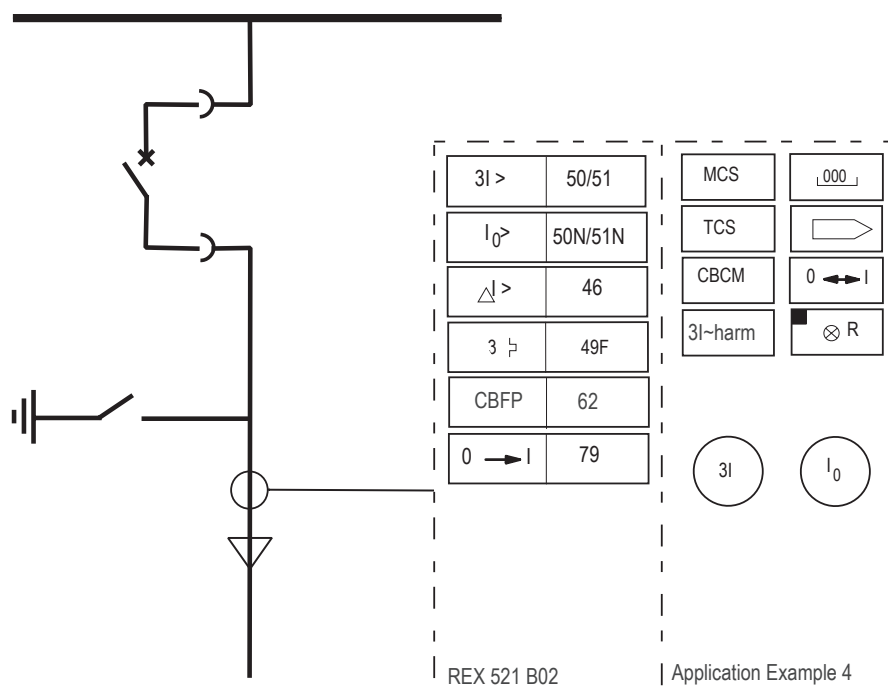 3I > 50/51
I0> 50N/51N
△I > 46
3 49F
CBFP 62
0 → I 79
MCS 000
TCS
CBCM 0 ↔ I
3I~harm ⊗ R
3I I0
REX 521 B02
Application Example 4